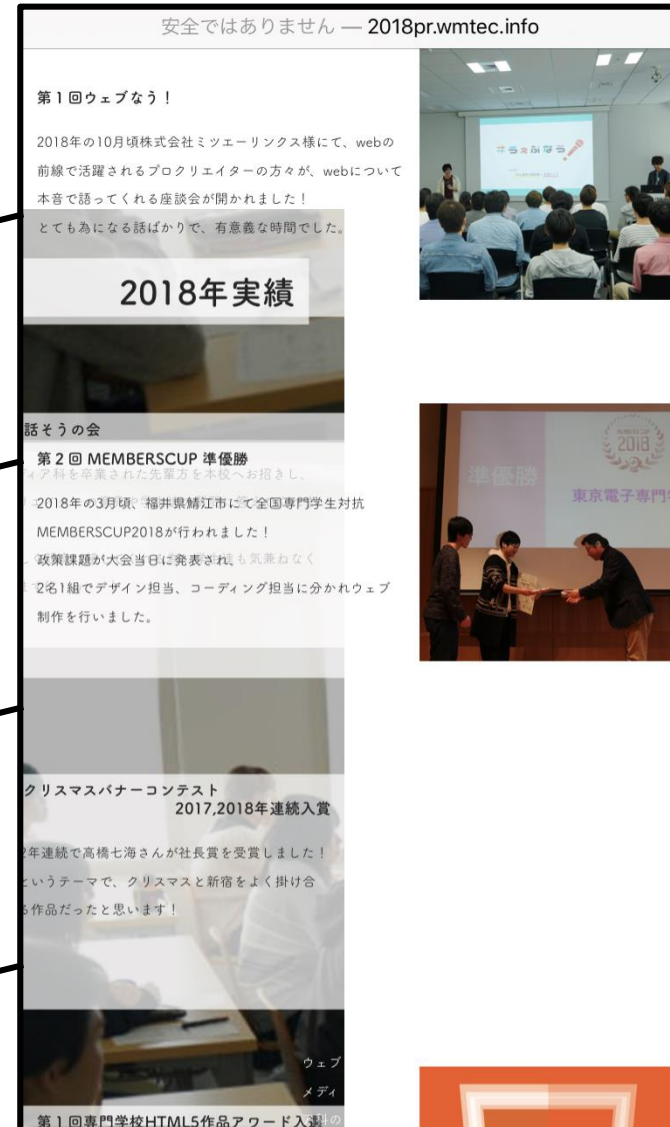 安全ではありません — 2018pr.wmtec.info
第1回ウェブなう！
2018年の10月頃株式会社ミツエーリンクス様にて、webの
前線で活躍されるプロクリエイターの方々が、webについて
本音で語ってくれる座談会が開かれました！
とても為になる話ばかりで、有意義な時間でした。
#うぇぶなう
2018年実績
話そうの会
第2回 MEMBERSCUP 準優勝
ィア科を卒業された先輩方を本校へお招きし、
2018年の3月頃、福井県鯖江市にて全国専門学生対抗
MEMBERSCUP2018が行われました！
政策課題が大会当日に発表され、
も気兼ねなく
2名1組でデザイン担当、コーディング担当に分かれウェブ
制作を行いました。
MEMBERS CUP
2018
準優勝
東京電子専門学
クリスマスバナーコンテスト
2017,2018年連続入賞
2年連続で高橋七海さんが社長賞を受賞しました！
というテーマで、クリスマスと新宿をよく掛け合
る作品だったと思います！
ウェブ
メディ
ア科の
第1回専門学校HTML5作品アワード入選